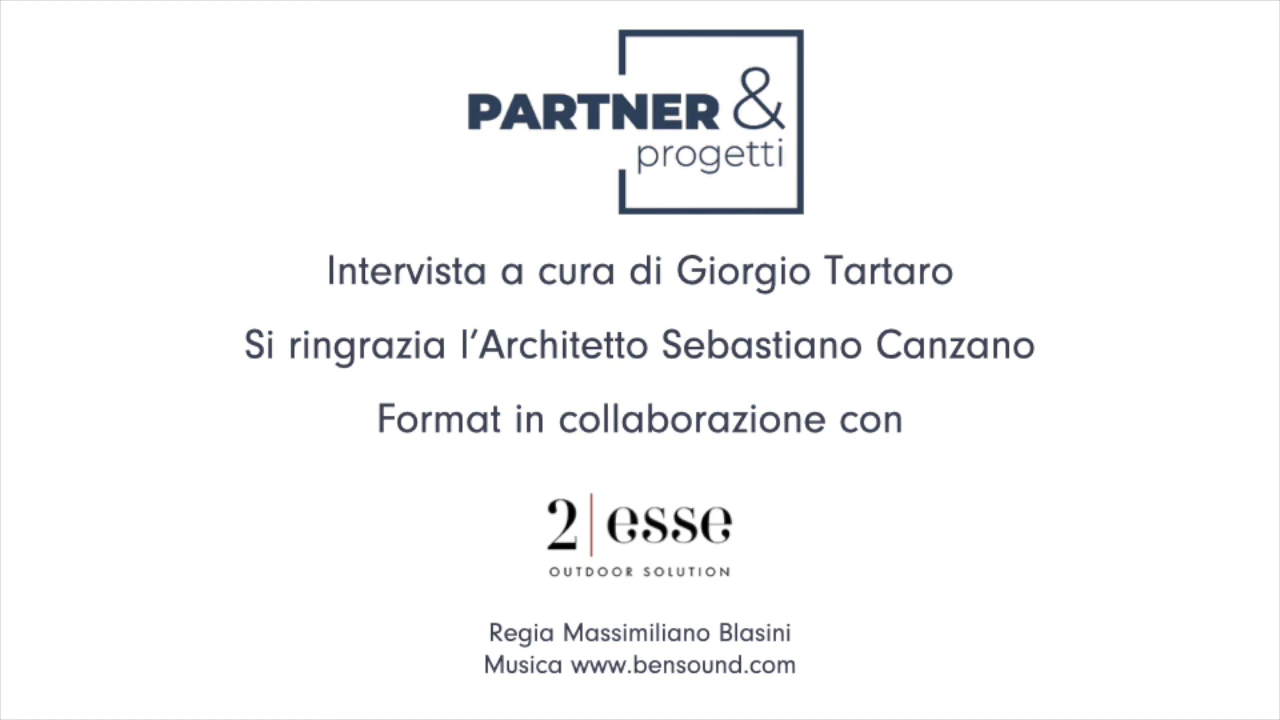 PARTNER &
progetti
Intervista a cura di Giorgio Tartaro
Si ringrazia l’Architetto Sebastiano Canzano
Format in collaborazione con
2|esse
OUTDOOR SOLUTION
Regia Massimiliano Blasini
Musica www.bensound.com